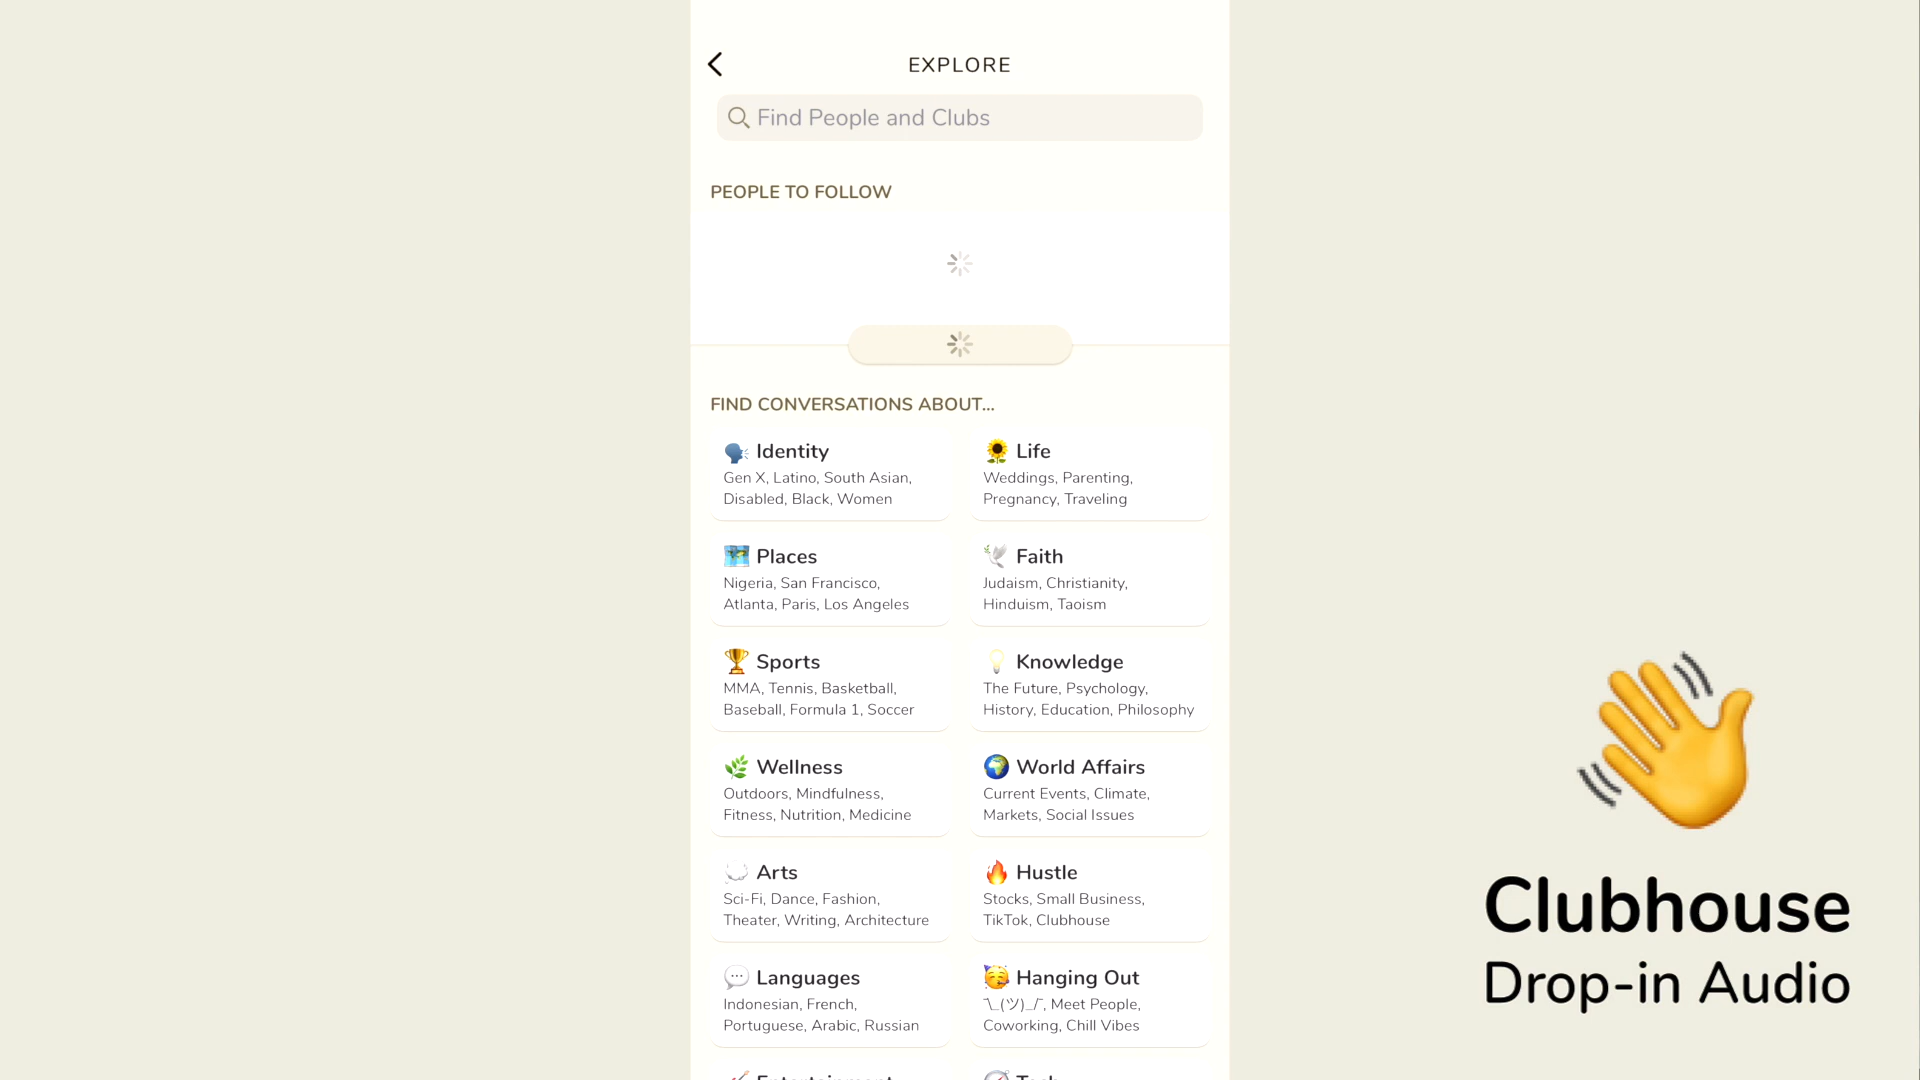 EXPLORE
Find People and Clubs
PEOPLE TO FOLLOW
FIND CONVERSATIONS ABOUT...
Identity
Gen X, Latino, South Asian,
Disabled, Black, Women
Life
Weddings, Parenting,
Pregnancy, Traveling
Places
Nigeria, San Francisco,
Atlanta, Paris, Los Angeles
Faith
Judaism, Christianity,
Hinduism, Taoism
Sports
MMA, Tennis, Basketball,
Baseball, Formula 1, Soccer
Knowledge
The Future, Psychology,
History, Education, Philosophy
Wellness
Outdoors, Mindfulness,
Fitness, Nutrition, Medicine
World Affairs
Current Events, Climate,
Markets, Social Issues
Arts
Sci-Fi, Dance, Fashion,
Theater, Writing, Architecture
Hustle
Stocks, Small Business,
TikTok, Clubhouse
Languages
Indonesian, French,
Portuguese, Arabic, Russian
Hanging Out
¯\_(ツ)_/¯, Meet People,
Coworking, Chill Vibes
Entertainment
Tech
Clubhouse
Drop-in Audio